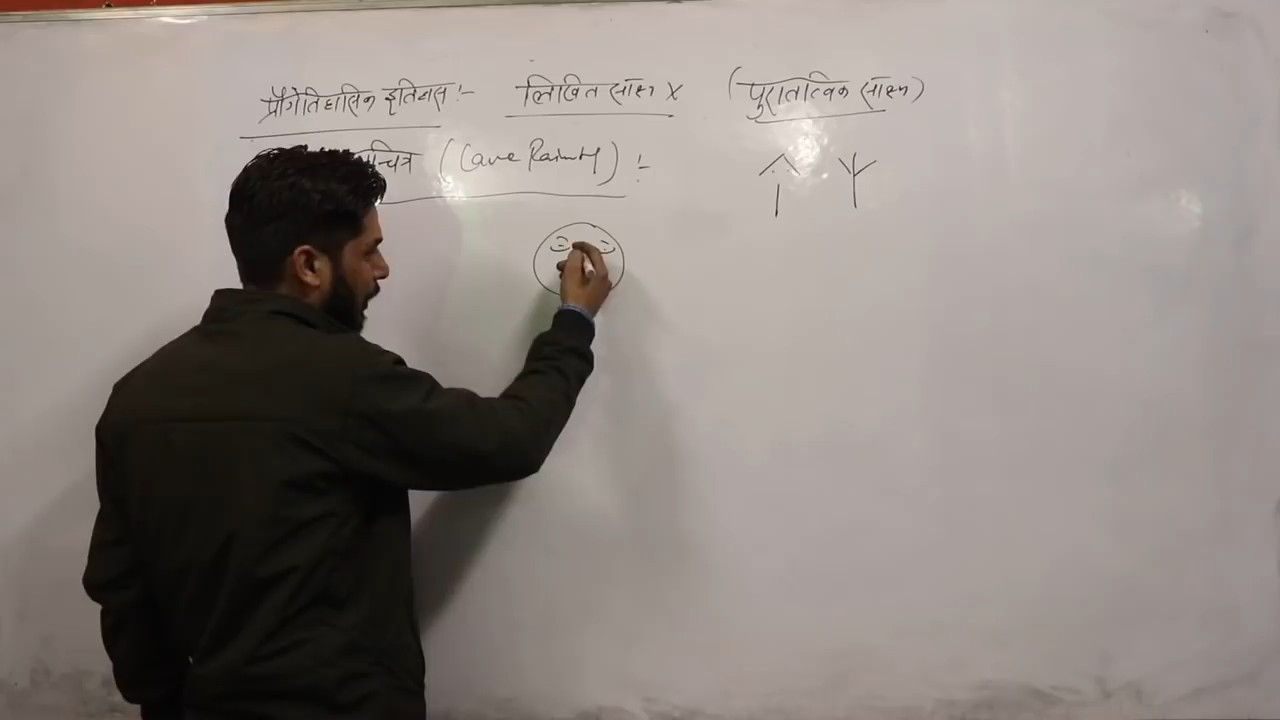 प्रागेतिहासिक इतिहास :- लिखित साक्ष्य X (पुरातात्विक साक्ष्य)
चित्र (Cave Painting) :-